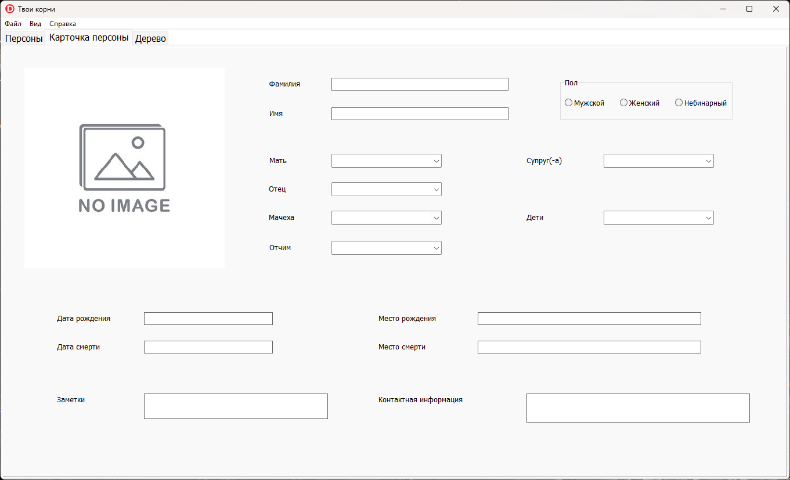 Твои корни
Файл Вид Справка
Персоны Карточка персоны Дерево
NO IMAGE
Фамилия
Имя
Пол
Мужской Женский Небинарный
Мать
Отец
Мачеха
Отчим
Супруг(-а)
Дети
Дата рождения
Место рождения
Дата смерти
Место смерти
Заметки
Контактная информация